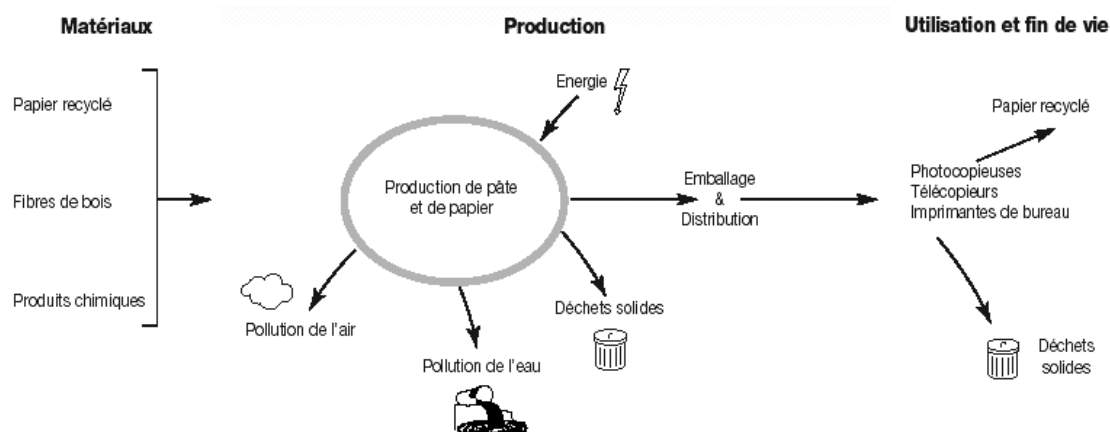 Matériaux
Production
Utilisation et fin de vie
Papier recyclé
Fibres de bois
Produits chimiques
Energie
Production de pâte
et de papier
Pollution de l'air
Pollution de l'eau
Déchets solides
Emballage
&
Distribution
Papier recyclé
Photocopieuses
Télécopieurs
Imprimantes de bureau
Déchets
solides